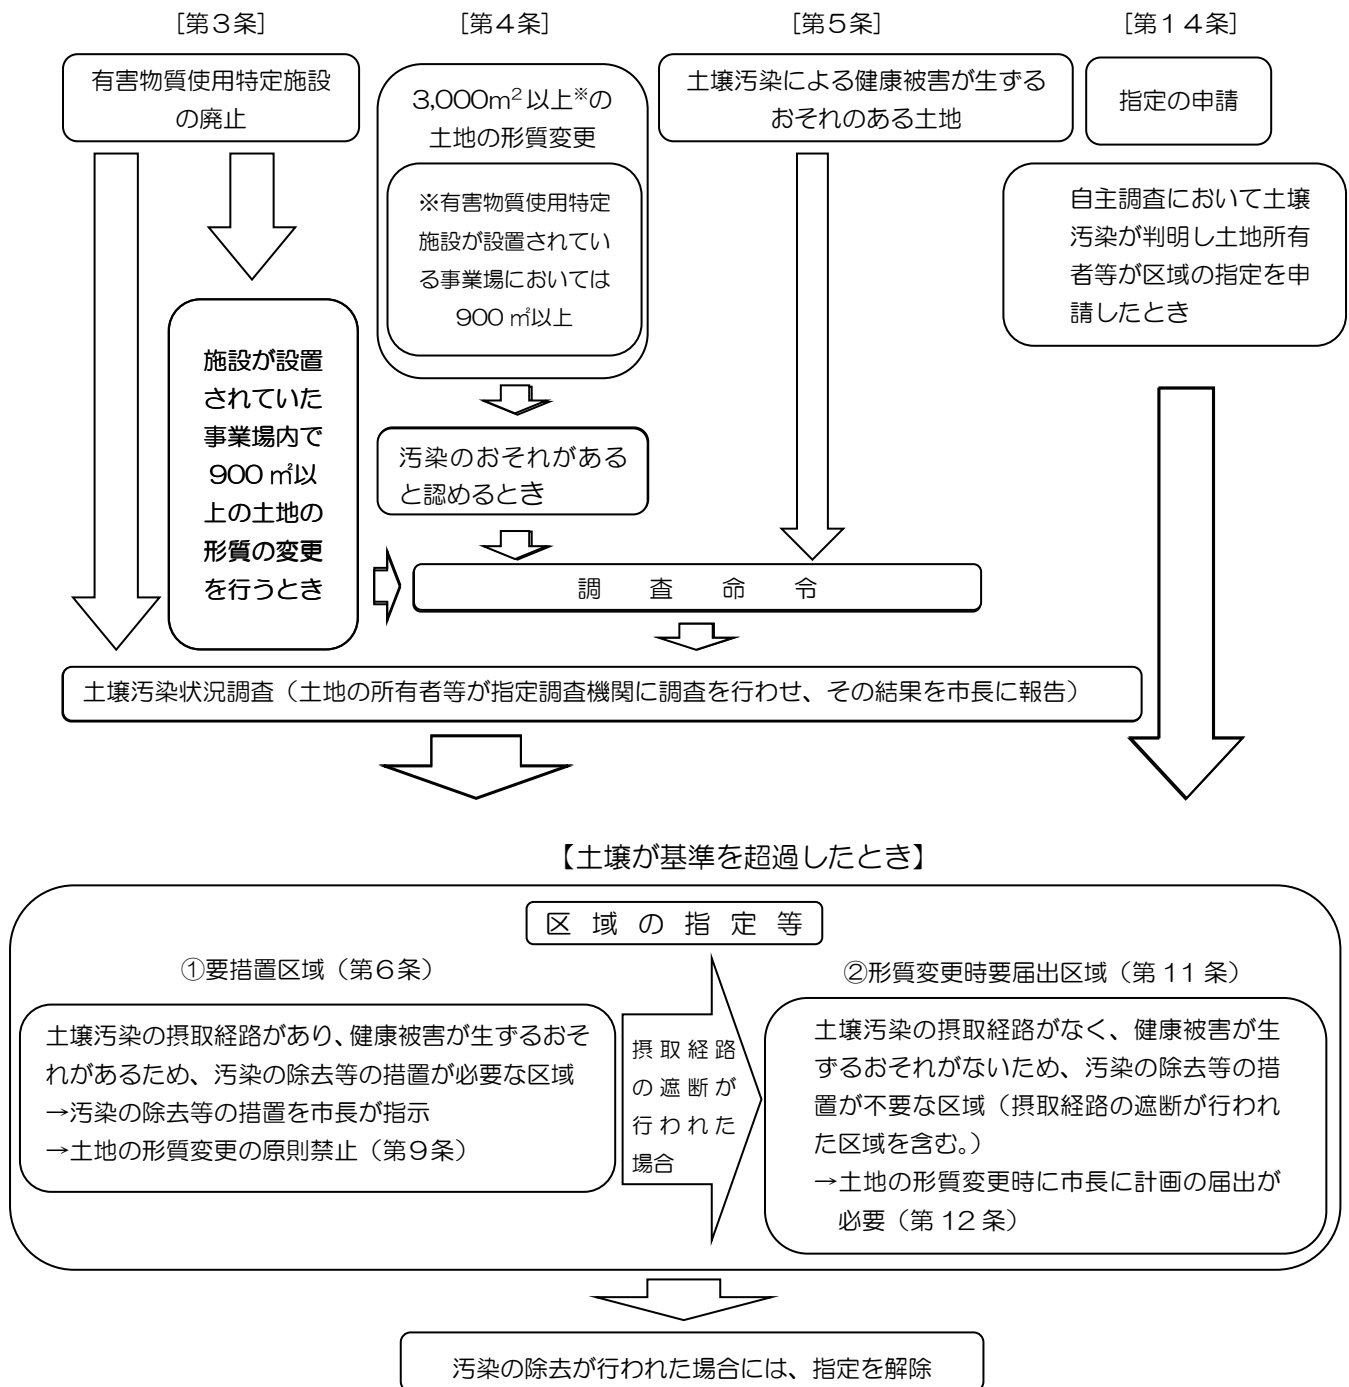 [第3条]
[第4条]
[第5条]
[第14条]
有害物質使用特定施設
の廃止
3,000m²以上※の
土地の形質変更
※有害物質使用特定
施設が設置されてい
る事業場においては
900㎡以上
土壌汚染による健康被害が生ずる
おそれのある土地
指定の申請
自主調査において土壌
汚染が判明し土地所有
者等が区域の指定を申
請したとき
施設が設置
されていた
事業場内で
900㎡以
上の土地の
形質の変更
を行うとき
汚染のおそれがある
と認めるとき
調査命令
土壌汚染状況調査（土地の所有者等が指定調査機関に調査を行わせ、その結果を市長に報告）
【土壌が基準を超過したとき】
区域の指定等
①要措置区域（第6条）
土壌汚染の摂取経路があり、健康被害が生ずるおそ
れがあるため、汚染の除去等の措置が必要な区域
→汚染の除去等の措置を市長が指示
→土地の形質変更の原則禁止（第9条）
摂取経路
の遮断が
行われた
場合
②形質変更時要届出区域（第11条）
土壌汚染の摂取経路がなく、健康被害が生
ずるおそれがないため、汚染の除去等の措
置が不要な区域（摂取経路の遮断が行われ
た区域を含む。）
→土地の形質変更時に市長に計画の届出が
必要（第12条）
汚染の除去が行われた場合には、指定を解除